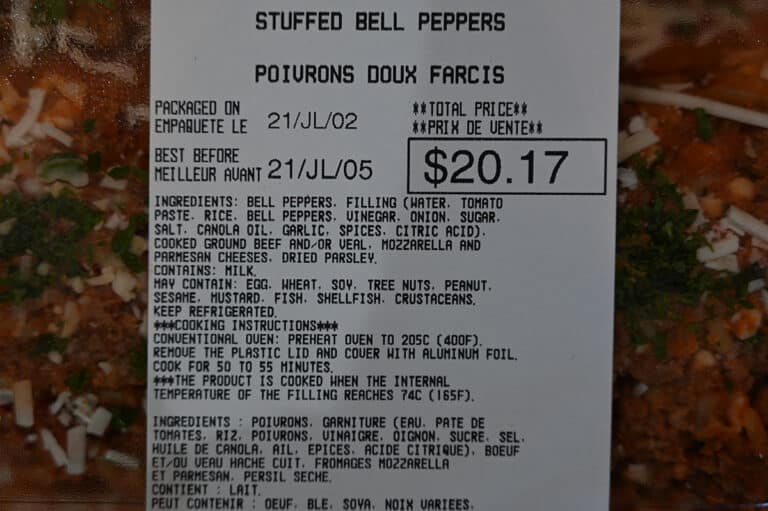 STUFFED BELL PEPPERS
POIVRONS DOUX FARCIS
PACKAGED ON
EMPAQUETE LE 21/JL/02
**TOTAL PRICE**
**PRIX DE VENTE**
BEST BEFORE
MEILLEUR AVANT 21/JL/05
$20.17
INGREDIENTS: BELL PEPPERS, FILLING (WATER, TOMATO
PASTE, RICE, BELL PEPPERS, VINEGAR, ONION, SUGAR,
SALT, CANOLA OIL, GARLIC, SPICES, CITRIC ACID),
COOKED GROUND BEEF AND/OR VEAL, MOZZARELLA AND
PARMESAN CHEESES, DRIED PARSLEY.
CONTAINS: MILK.
MAY CONTAIN: EGG, WHEAT, SOY, TREE NUTS, PEANUT,
SESAME, MUSTARD, FISH, SHELLFISH, CRUSTACEANS.
KEEP REFRIGERATED.
***COOKING INSTRUCTIONS***
CONVENTIONAL OVEN: PREHEAT OVEN TO 205C (400F).
REMOVE THE PLASTIC LID AND COVER WITH ALUMINUM FOIL.
COOK FOR 50 TO 55 MINUTES.
***THE PRODUCT IS COOKED WHEN THE INTERNAL
TEMPERATURE OF THE FILLING REACHES 74C (165F).
INGREDIENTS : POIVRONS, GARNITURE (EAU, PATE DE
TOMATES, RIZ, POIVRONS, VINAIGRE, OIGNON, SUCRE, SEL,
HUILE DE CANOLA, AIL, EPICES, ACIDE CITRIQUE), BOEUF
ET/OU VEAU HACHE CUIT, FROMAGES MOZZARELLA
ET PARMESAN, PERSIL SECHE.
CONTIENT : LAIT.
PEUT CONTENIR : OEUF, BLE, SOYA, NOIX VARIEES,